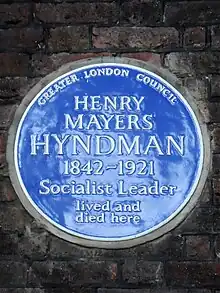 GREATER LONDON COUNCIL
HENRY
MAYERS
HYNDMAN
1842-1921
Socialist Leader
lived and
died here